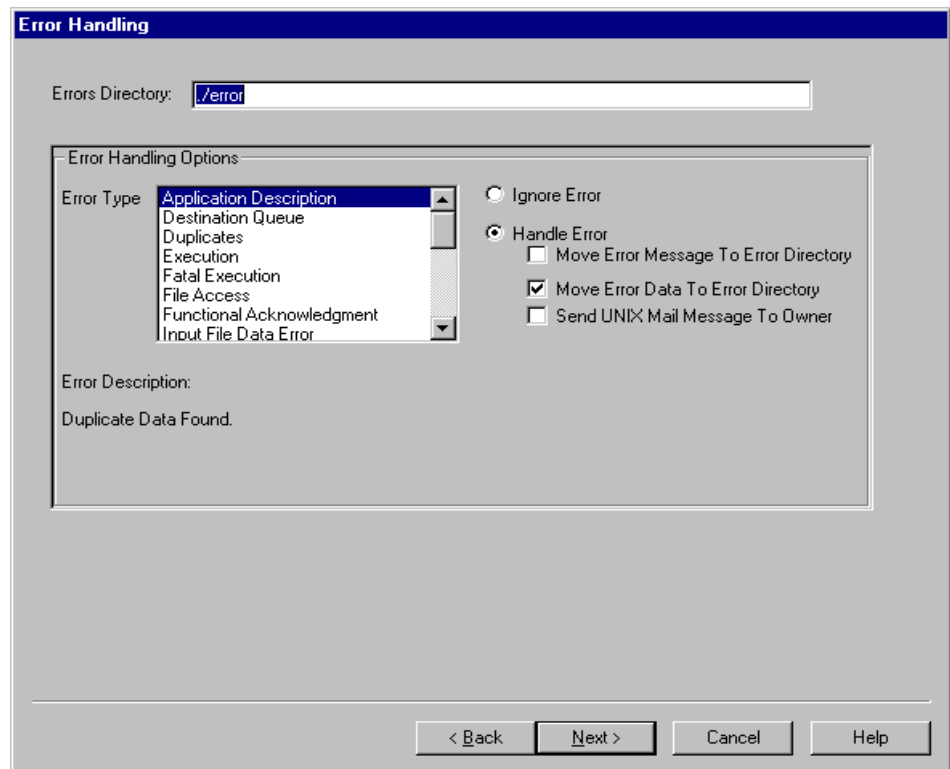 Error Handling
Errors Directory: ./error
Error Handling Options
Error Type
Application Description
Destination Queue
Duplicates
Execution
Fatal Execution
File Access
Functional Acknowledgment
Input File Data Error
Ignore Error
Handle Error
Move Error Message To Error Directory
Move Error Data To Error Directory
Send UNIX Mail Message To Owner
Error Description:
Duplicate Data Found.
< Back Next > Cancel Help